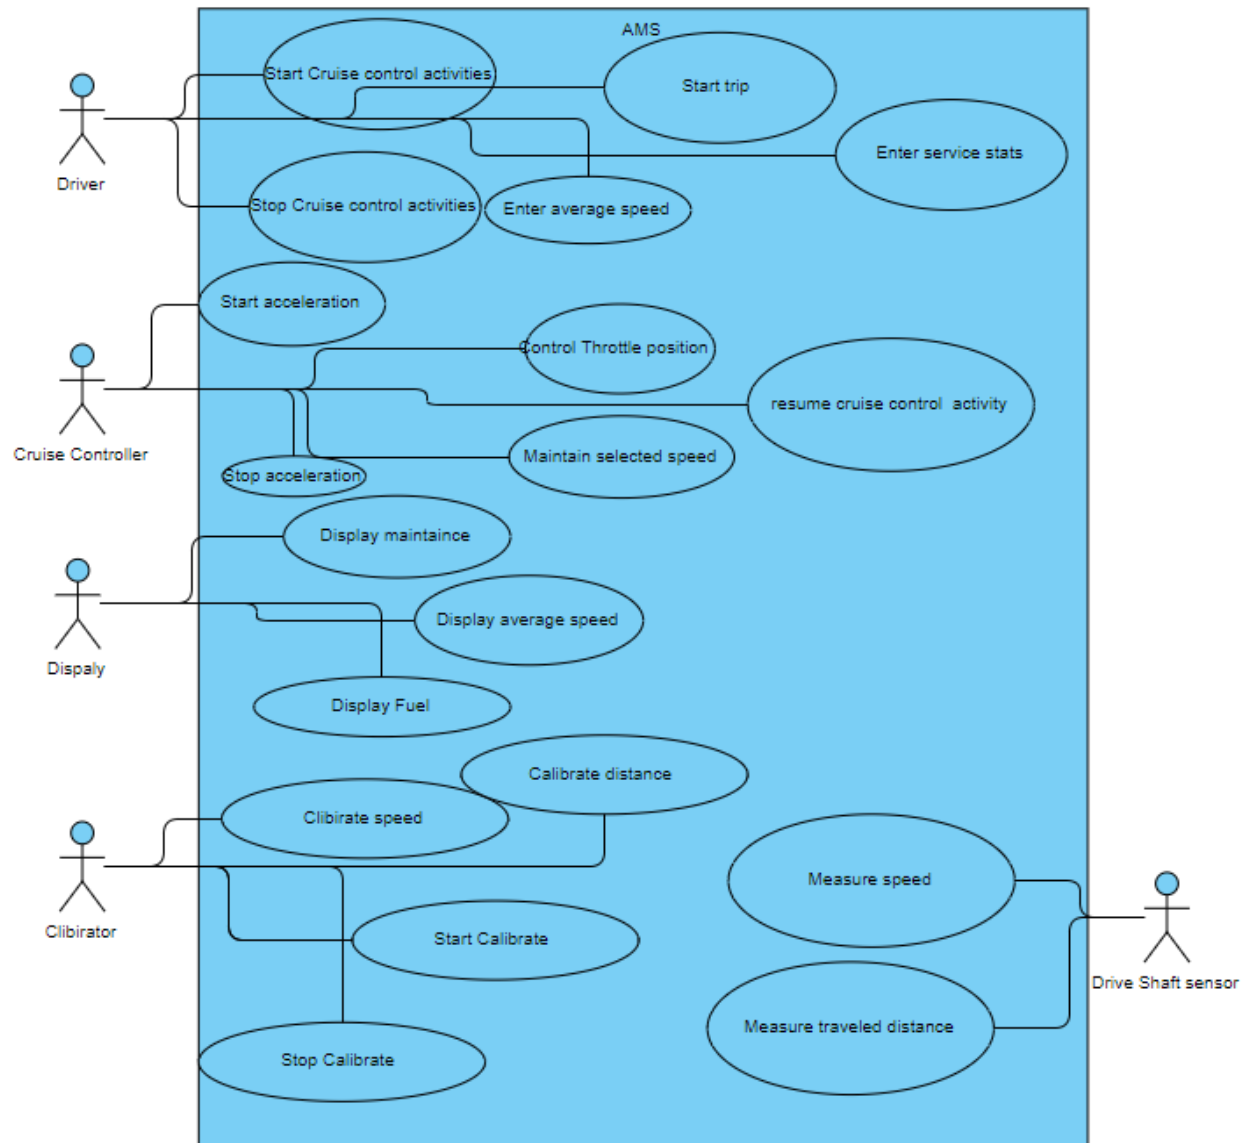 AMS
Start Cruise control activities
Start trip
Enter service stats
Driver
Stop Cruise control activities
Enter average speed
Start acceleration
Control Throttle position
resume cruise control  activity
Cruise Controller
Maintain selected speed
Stop acceleration
Display maintaince
Display average speed
Dispaly
Display Fuel
Calibrate distance
Clibirate speed
Measure speed
Clibirator
Start Calibrate
Drive Shaft sensor
Measure traveled distance
Stop Calibrate